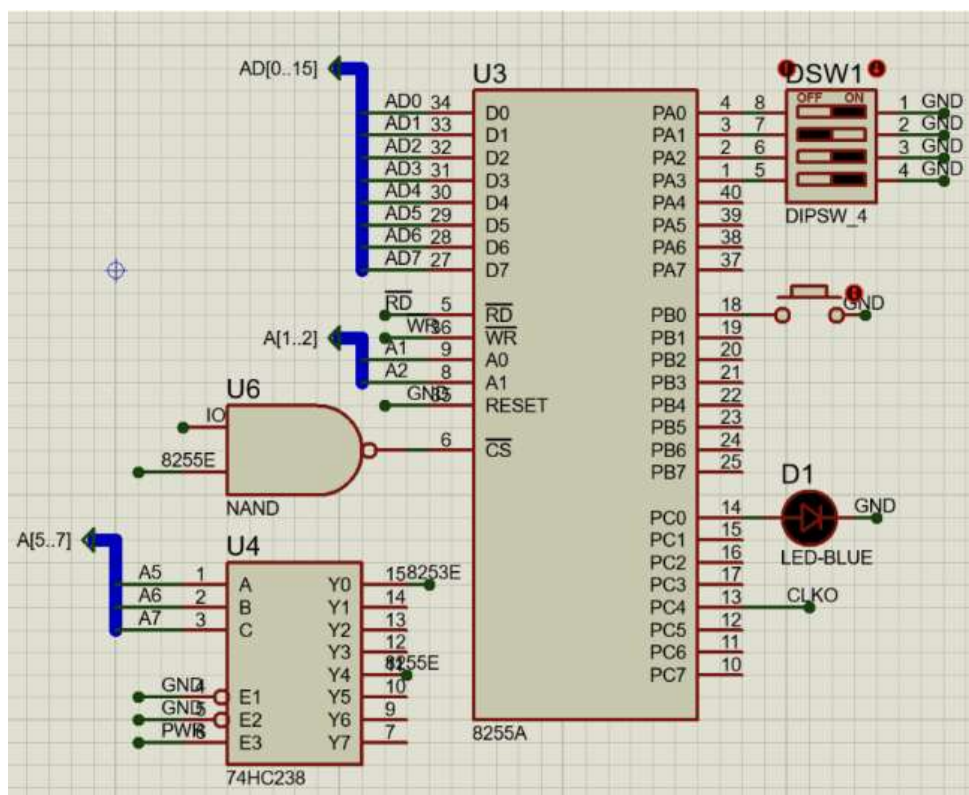 AD[0..15]
U3
DSW1
AD0 34 D0 PA0 4 8 OFF ON 1 GND
AD1 33 D1 PA1 3 7 2 GND
AD2 32 D2 PA2 2 6 3 GND
AD3 31 D3 PA3 1 5 4 GND
AD4 30 D4 PA4 40
AD5 29 D5 PA5 39 DIPSW_4
AD6 28 D6 PA6 38
AD7 27 D7 PA7 37
RD 5 RD PB0 18 GND
WR 36 WR PB1 19
A[1..2]
A1 9 A0 PB2 20
A2 8 A1 PB3 21
GND 35 RESET PB4 22
U6
IO PB5 23
6 CS PB6 24
8255E PB7 25
NAND
D1
PC0 14 GND
A[5..7]
U4
PC1 15
PC2 16 LED-BLUE
A5 1 A Y0 15 8253E PC3 17
A6 2 B Y1 14 PC4 13 CLKO
A7 3 C Y2 13 PC5 12
Y3 12 PC6 11
Y4 11 8255E PC7 10
GND 4 E1 Y5 10
GND 5 E2 Y6 9
PWR 6 E3 Y7 7
8255A
74HC238